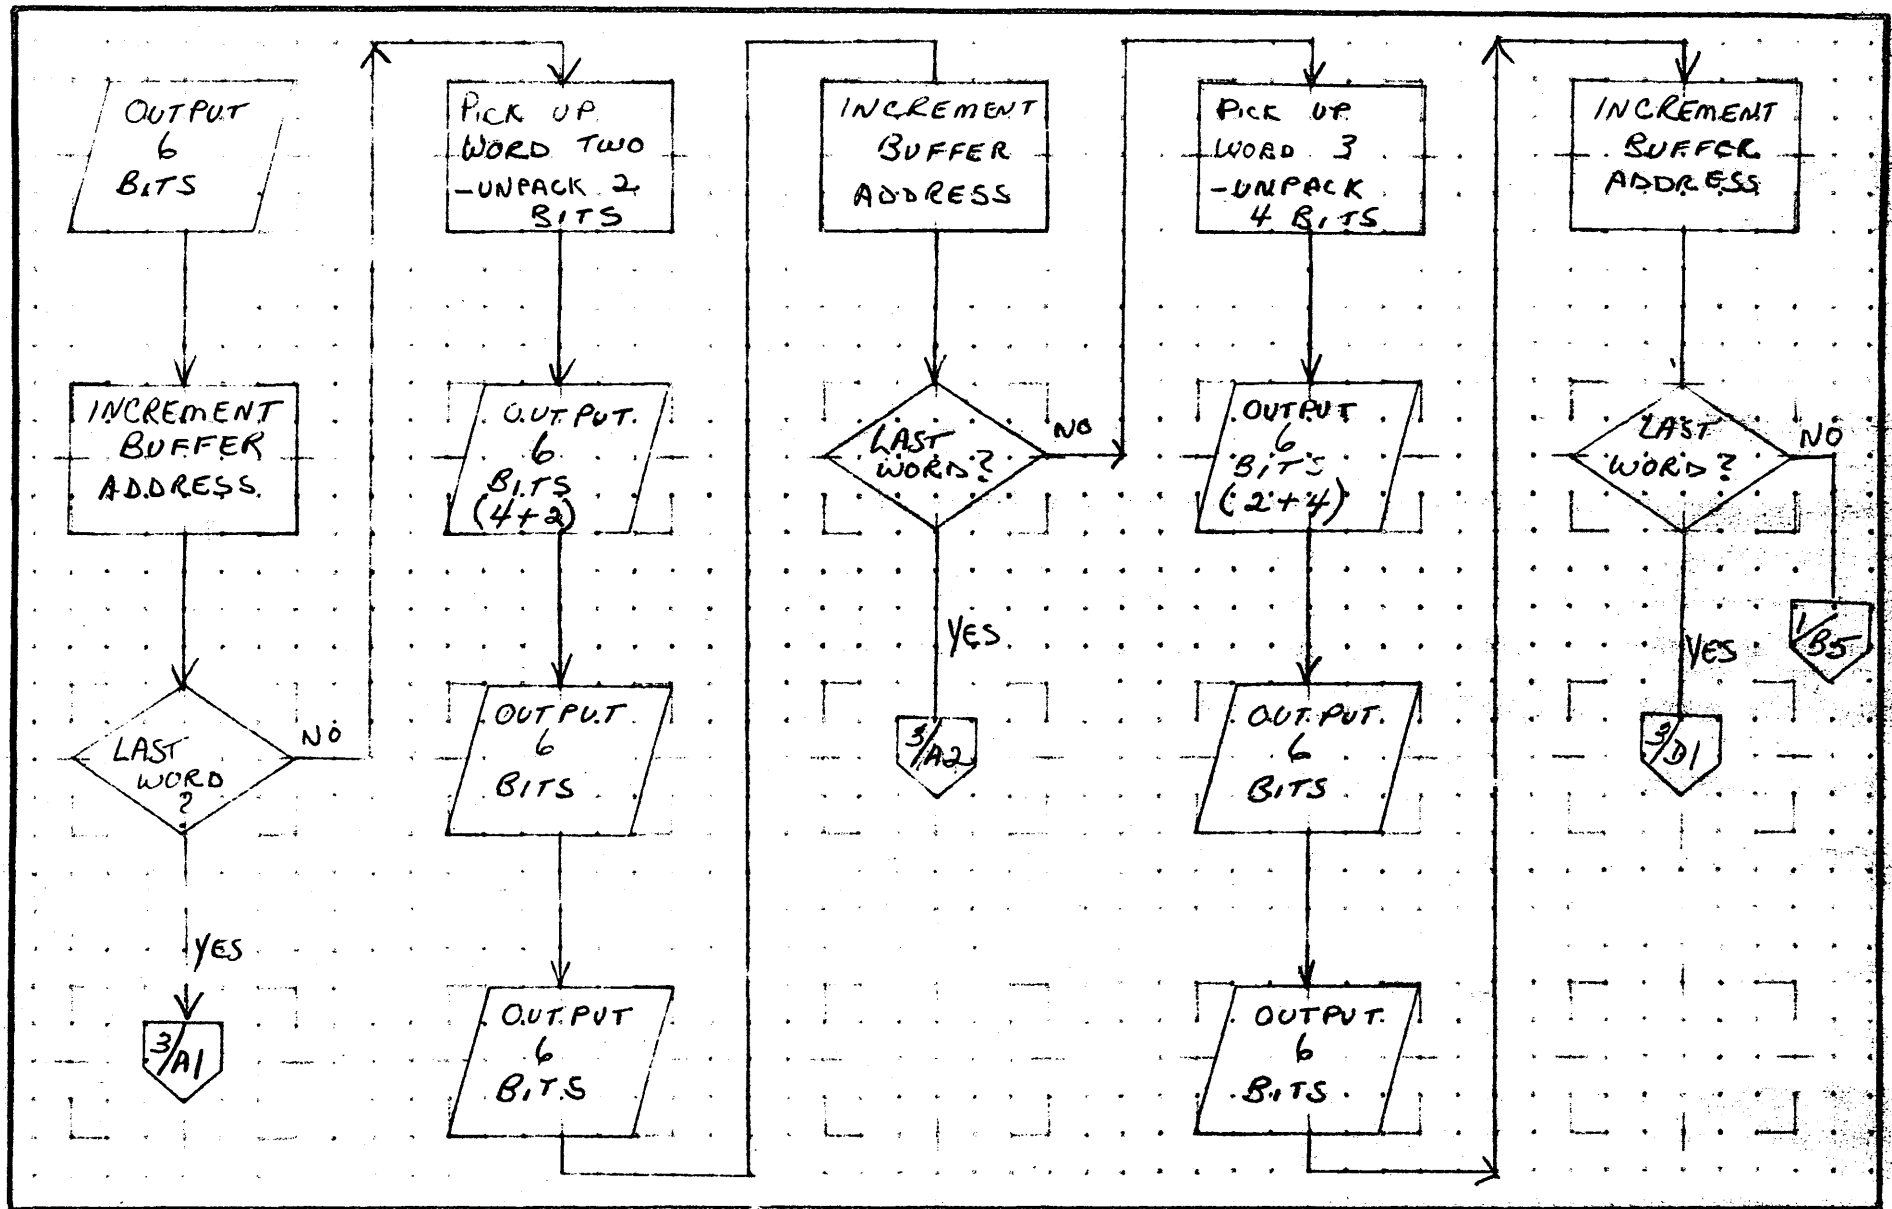 OUTPUT
6
BITS
INCREMENT
BUFFER
ADDRESS
LAST
WORD
?
NO
YES
3/A1
PICK UP
WORD TWO
-UNPACK 2
BITS
OUTPUT
6
BITS
(4+2)
OUTPUT
6
BITS
OUTPUT
6
BITS
INCREMENT
BUFFER
ADDRESS
LAST
WORD?
NO
YES
3/A2
PICK UP
WORD 3
-UNPACK
4 BITS
OUTPUT
6
BITS
(2+4)
OUTPUT
6
BITS
OUTPUT
6
BITS
INCREMENT
BUFFER
ADDRESS
LAST
WORD?
NO
1/B5
YES
3/D1